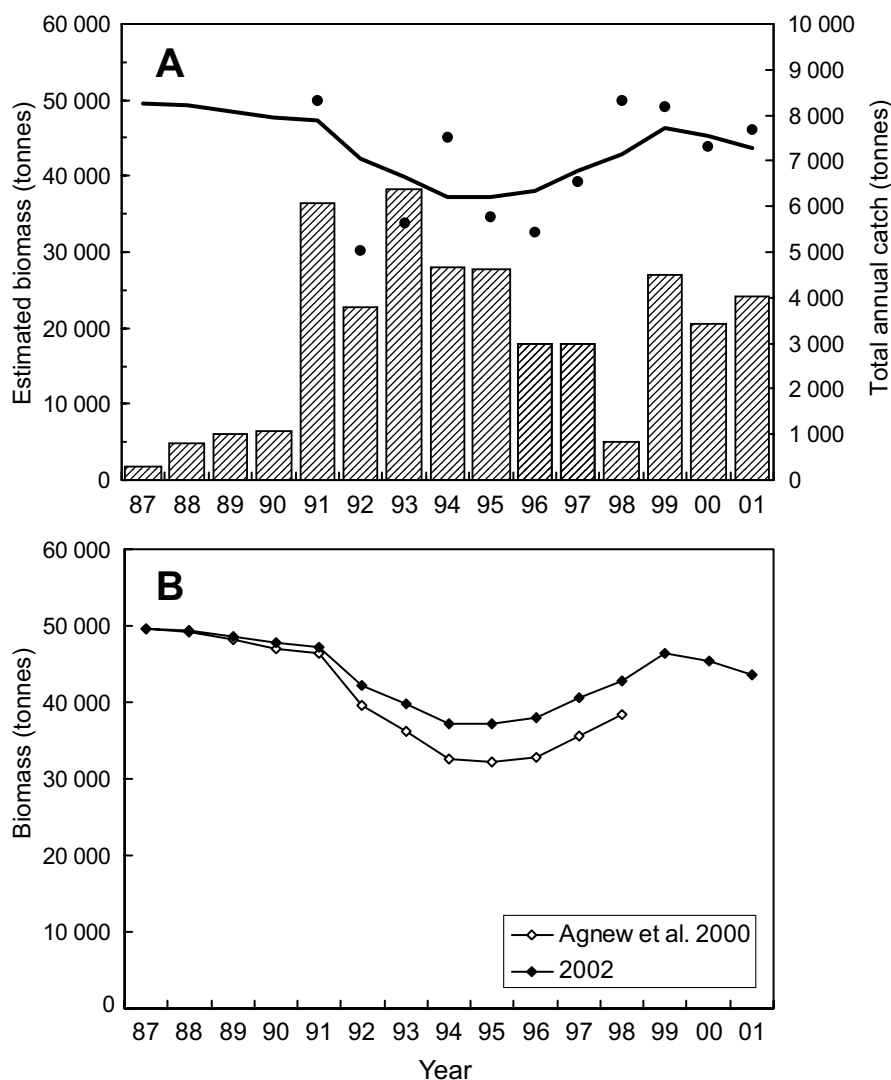 A
Estimated biomass (tonnes)
60 000
50 000
40 000
30 000
20 000
10 000
0
Total annual catch (tonnes)
10 000
9 000
8 000
7 000
6 000
5 000
4 000
3 000
2 000
1 000
0
87 88 89 90 91 92 93 94 95 96 97 98 99 00 01
B
Biomass (tonnes)
60 000
50 000
40 000
30 000
20 000
10 000
0
Agnew et al. 2000
2002
87 88 89 90 91 92 93 94 95 96 97 98 99 00 01
Year